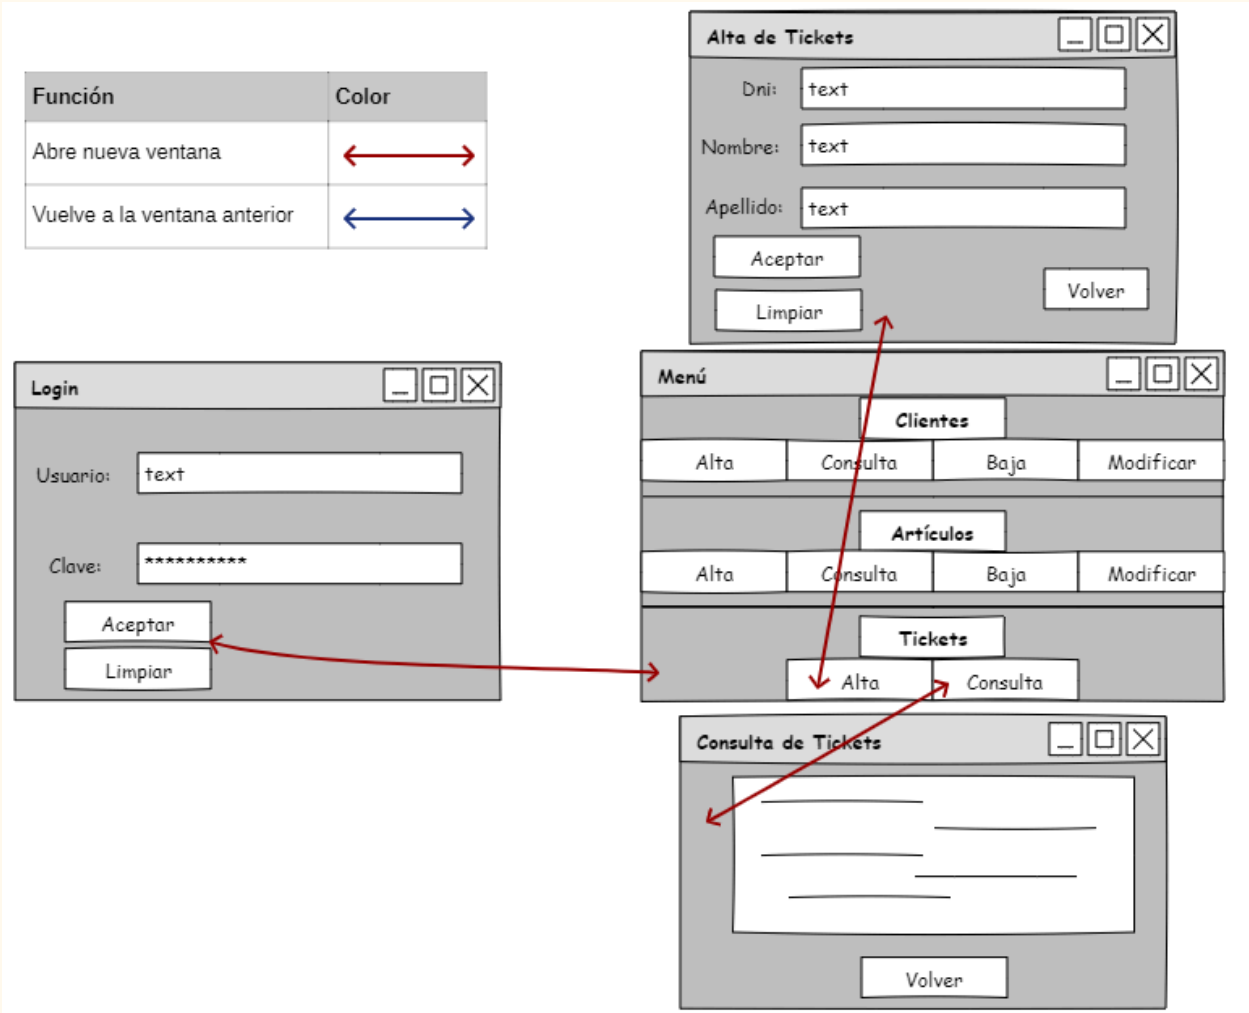 Función Color
Abre nueva ventana
Vuelve a la ventana anterior
Alta de Tickets
Dni: text
Nombre: text
Apellido: text
Aceptar
Limpiar
Volver
Login
Usuario: text
Clave: **********
Aceptar
Limpiar
Menú
Clientes
Alta Consulta Baja Modificar
Artículos
Alta Consulta Baja Modificar
Tickets
Alta Consulta
Consulta de Tickets
Volver